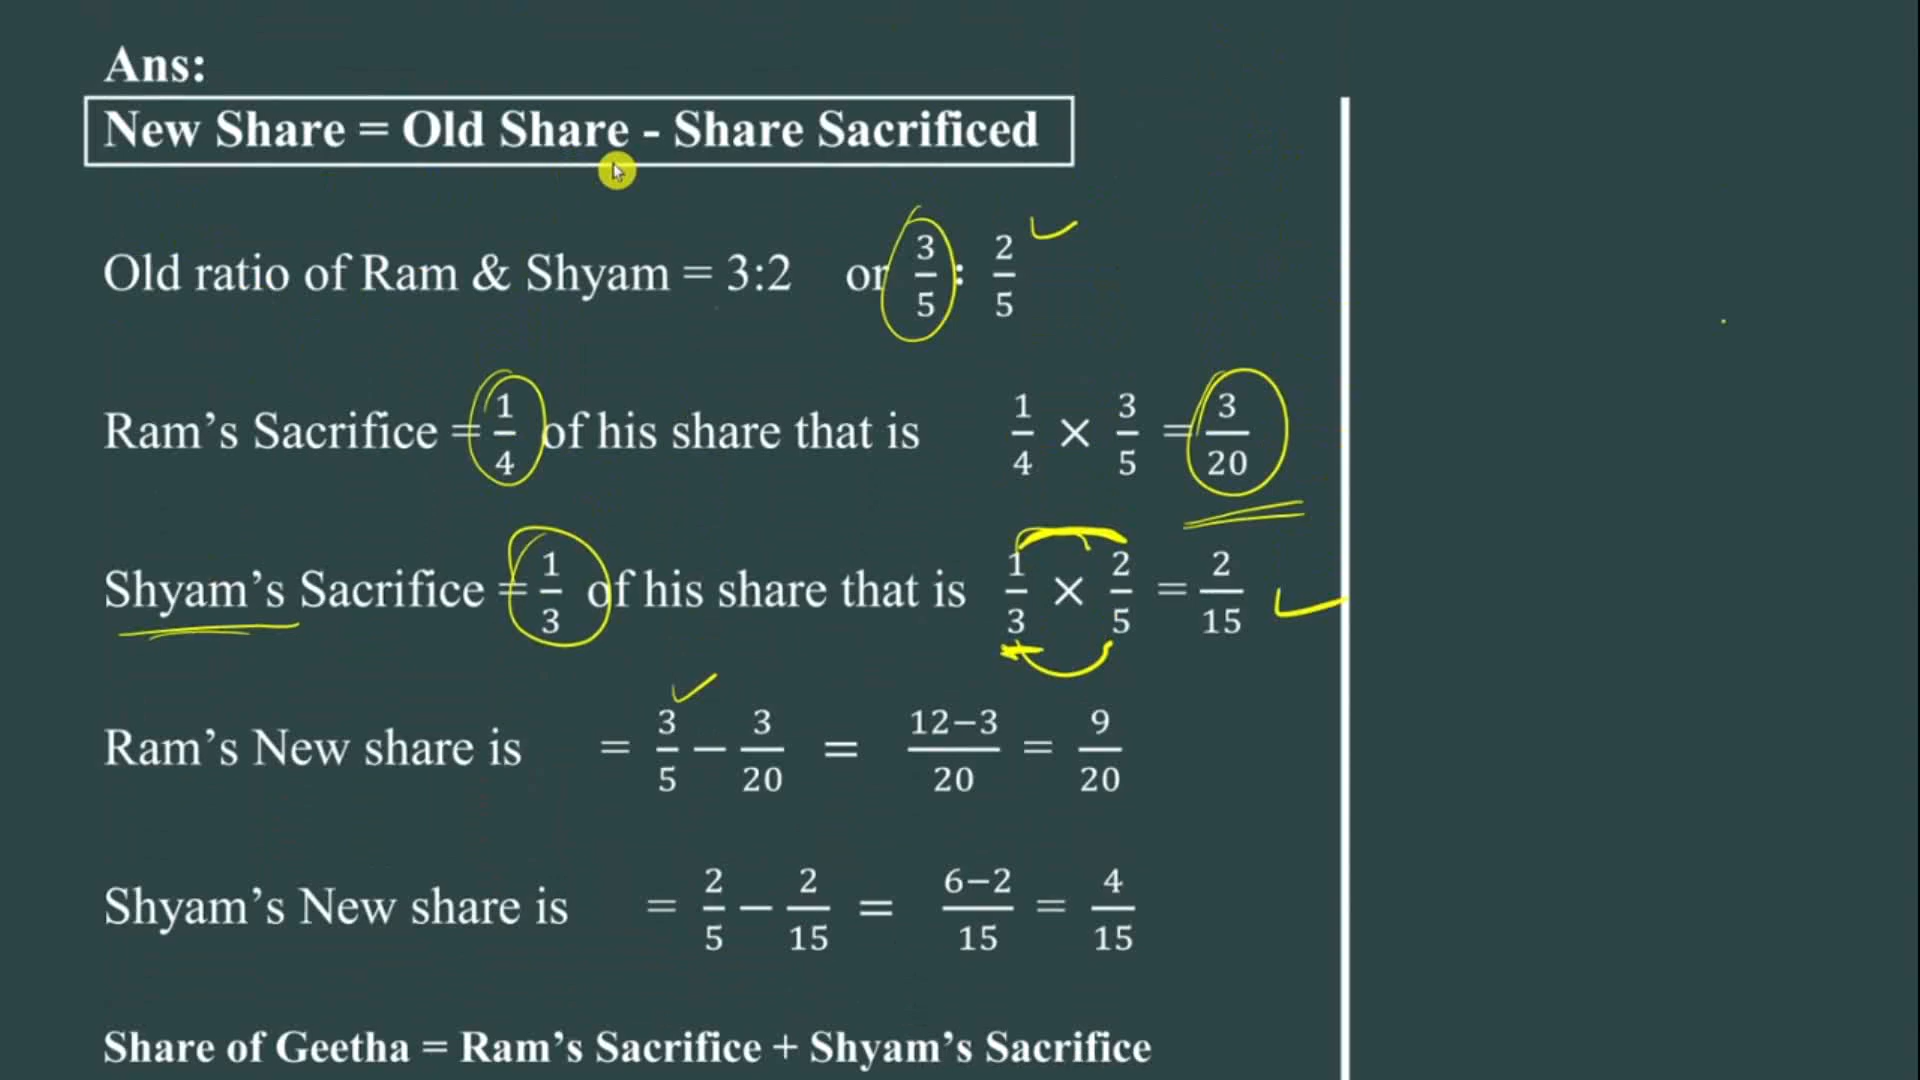 Ans:
New Share = Old Share - Share Sacrificed
Old ratio of Ram & Shyam = 3:2 or 3/5 : 2/5
Ram’s Sacrifice = 1/4 of his share that is 1/4 × 3/5 = 3/20
Shyam’s Sacrifice = 1/3 of his share that is 1/3 × 2/5 = 2/15
Ram’s New share is = 3/5 − 3/20 = 12−3/20 = 9/20
Shyam’s New share is = 2/5 − 2/15 = 6−2/15 = 4/15
Share of Geetha = Ram’s Sacrifice + Shyam’s Sacrifice